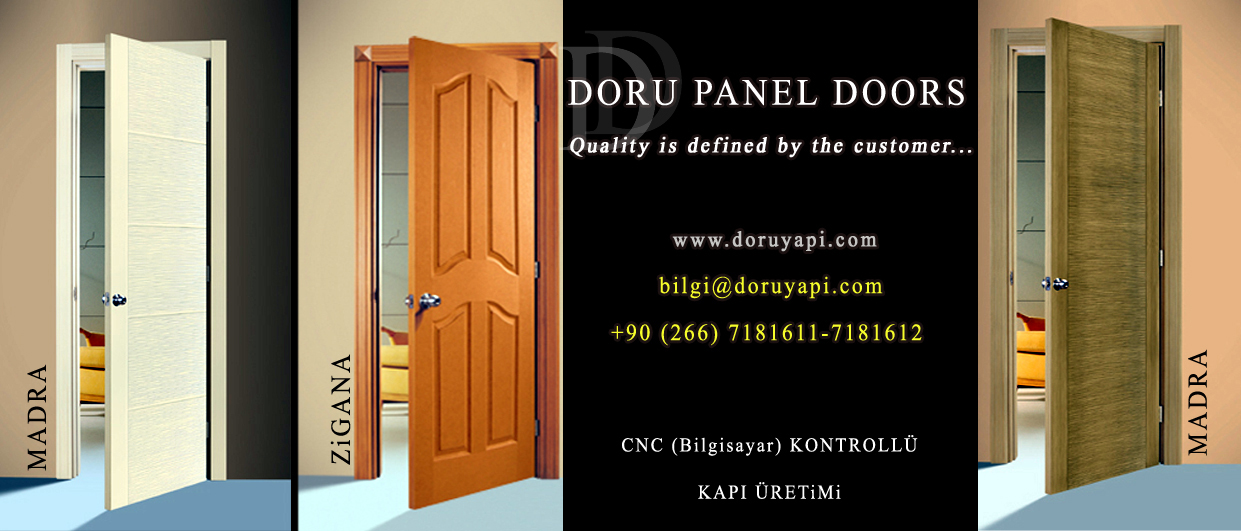 MADRA
ZiGANA
DD
DORU PANEL DOORS
Quality is defined by the customer...
www.doruyapi.com
bilgi@doruyapi.com
+90 (266) 7181611-7181612
CNC (Bilgisayar) KONTROLLÜ
KAPI ÜRETiMi
MADRA